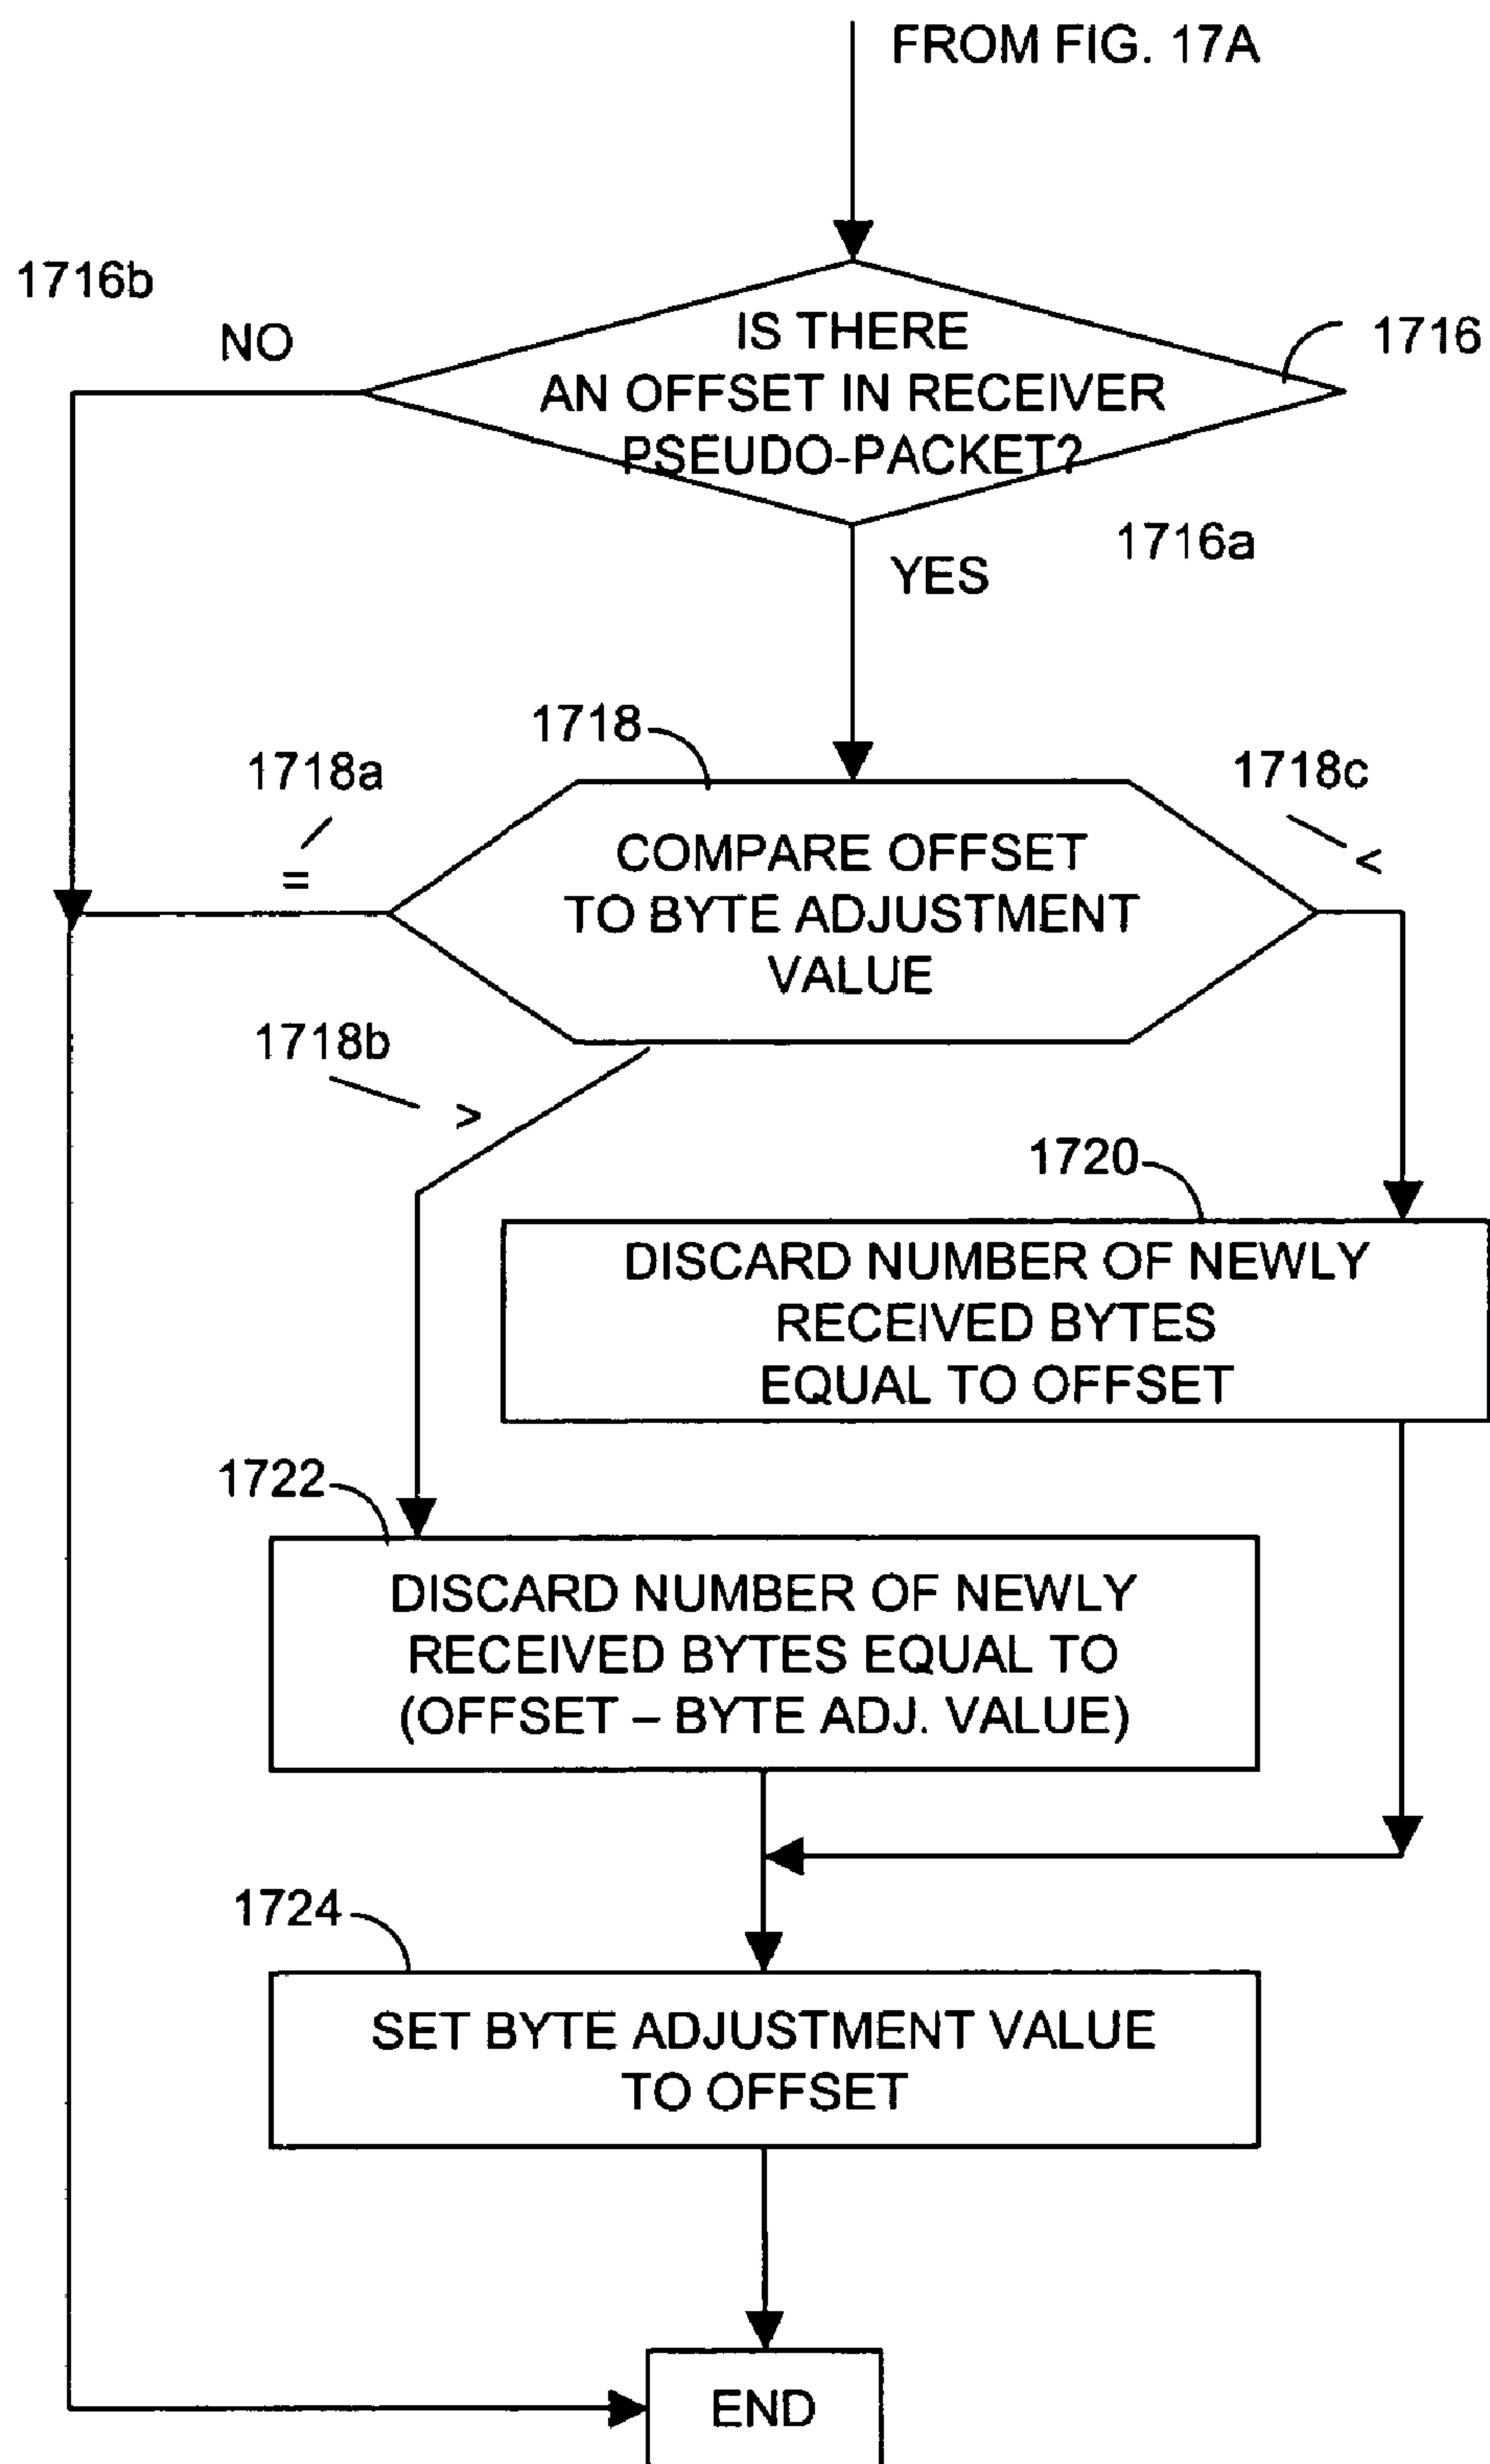 FROM FIG. 17A
1716b
NO
IS THERE
AN OFFSET IN RECEIVER
PSEUDO-PACKET?
1716
1716a
YES
1718
1718a
=
1718c
<
COMPARE OFFSET
TO BYTE ADJUSTMENT
VALUE
1718b
>
1720
DISCARD NUMBER OF NEWLY
RECEIVED BYTES
EQUAL TO OFFSET
1722
DISCARD NUMBER OF NEWLY
RECEIVED BYTES EQUAL TO
(OFFSET – BYTE ADJ. VALUE)
1724
SET BYTE ADJUSTMENT VALUE
TO OFFSET
END